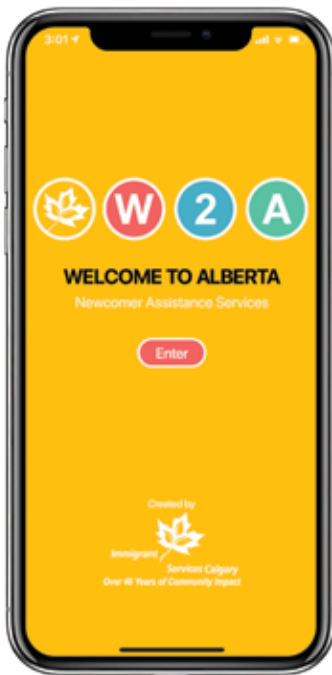 3:01
W 2 A
WELCOME TO ALBERTA
Newcomer Assistance Services
Enter
Created by
Immigrant
Services Calgary
Over 40 Years of Community Impact